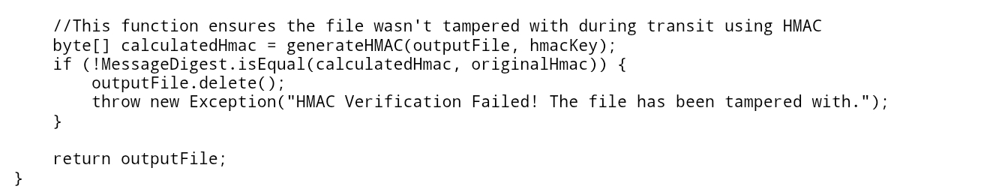 //This function ensures the file wasn't tampered with during transit using HMAC
byte[] calculatedHmac = generateHMAC(outputFile, hmacKey);
if (!MessageDigest.isEqual(calculatedHmac, originalHmac)) {
    outputFile.delete();
    throw new Exception("HMAC Verification Failed! The file has been tampered with.");
}
return outputFile;
}